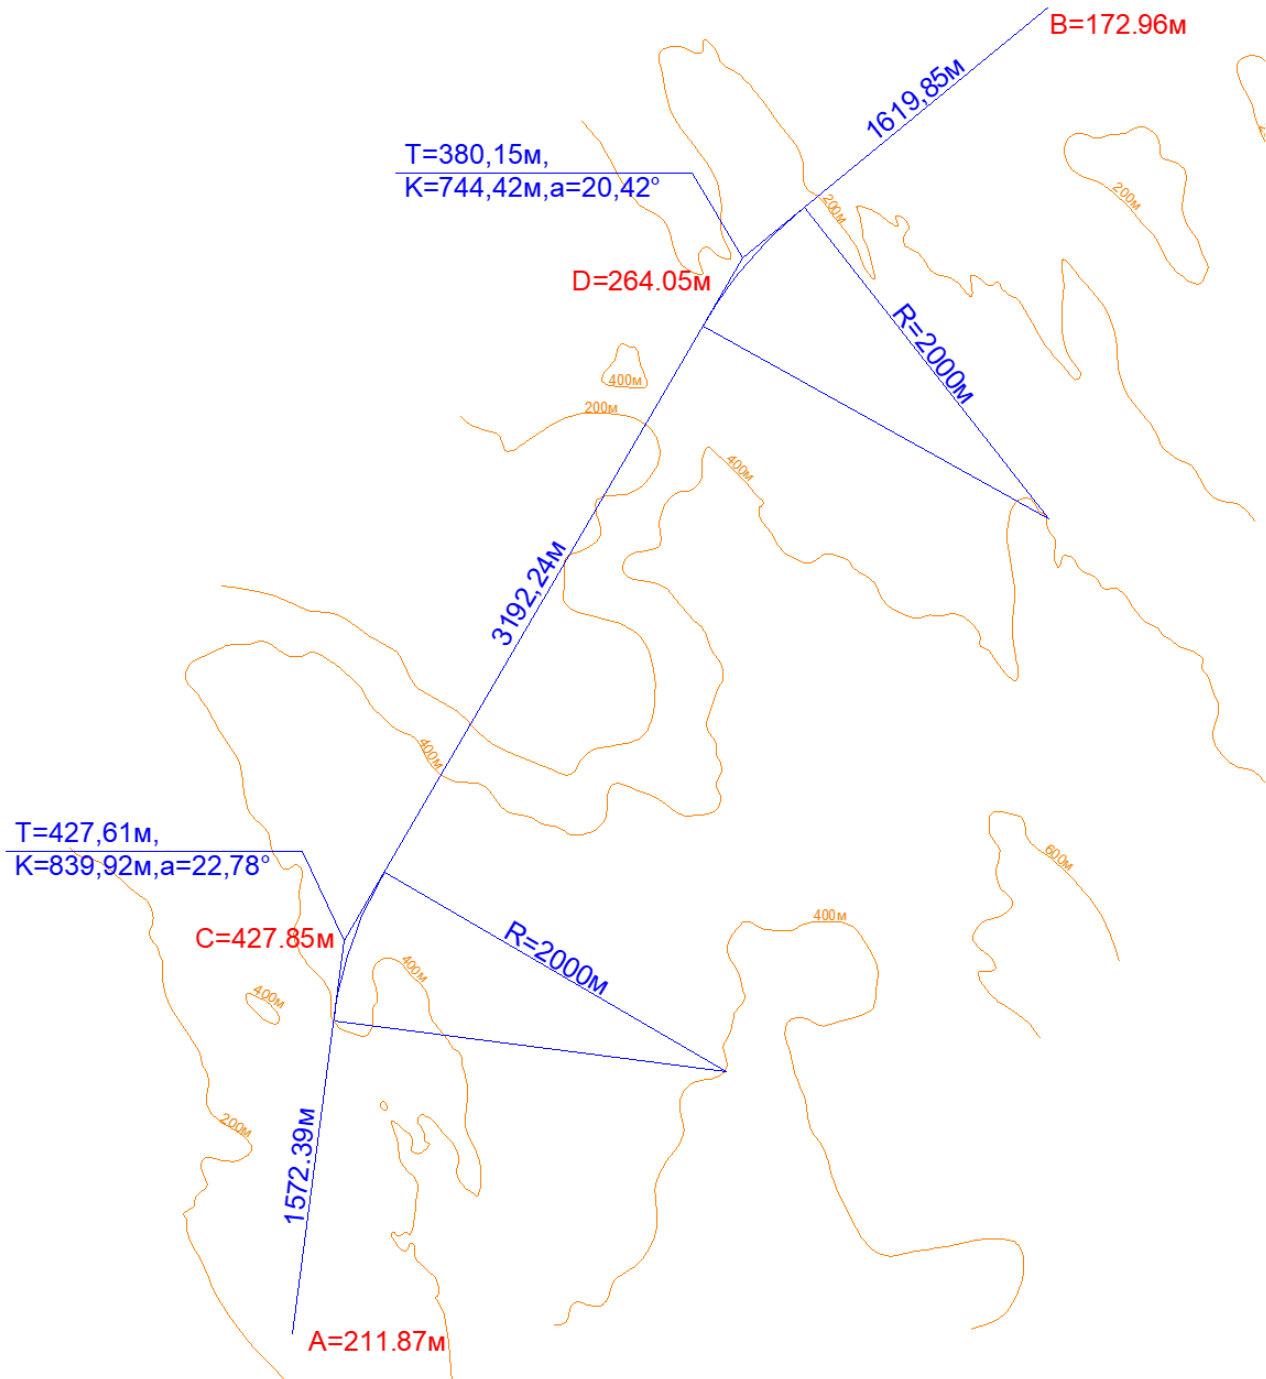 B=172.96м
1619,85м
T=380,15м,
K=744,42м,a=20,42°
200м
200м
D=264.05м
R=2000м
400м
200м
400м
3192,24м
400м
T=427,61м,
K=839,92м,a=22,78°
600м
400м
C=427.85м
R=2000м
400м
400м
200м
1572.39м
A=211.87м